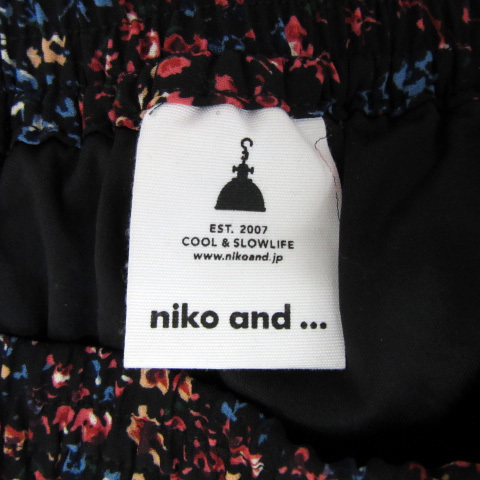 EST. 2007
COOL & SLOWLIFE
www.nikoand.jp
niko and ...